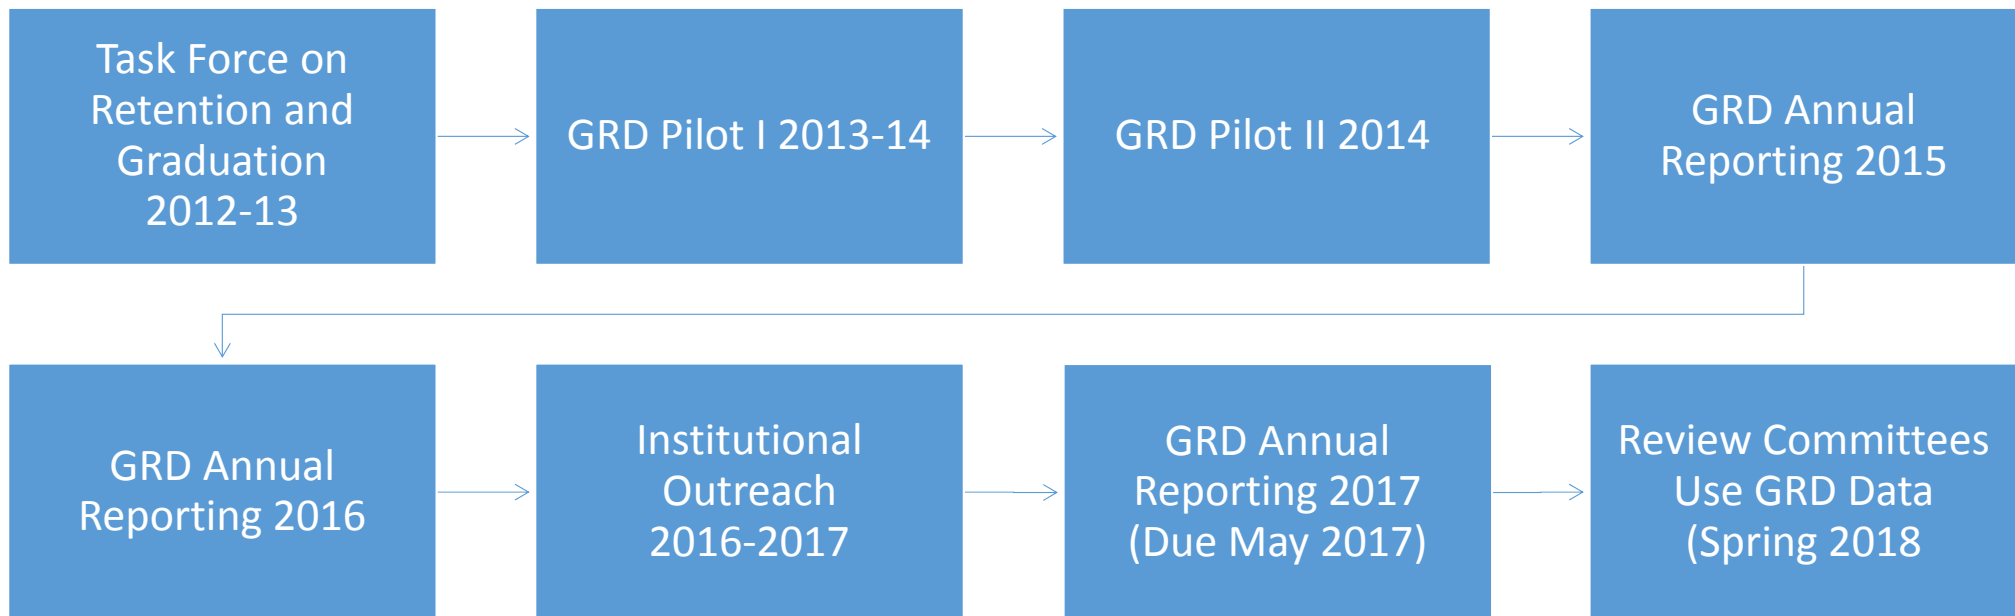 Task Force on
Retention and
Graduation
2012-13
GRD Pilot I 2013-14
GRD Pilot II 2014
GRD Annual
Reporting 2015
GRD Annual
Reporting 2016
Institutional
Outreach
2016-2017
GRD Annual
Reporting 2017
(Due May 2017)
Review Committees
Use GRD Data
(Spring 2018